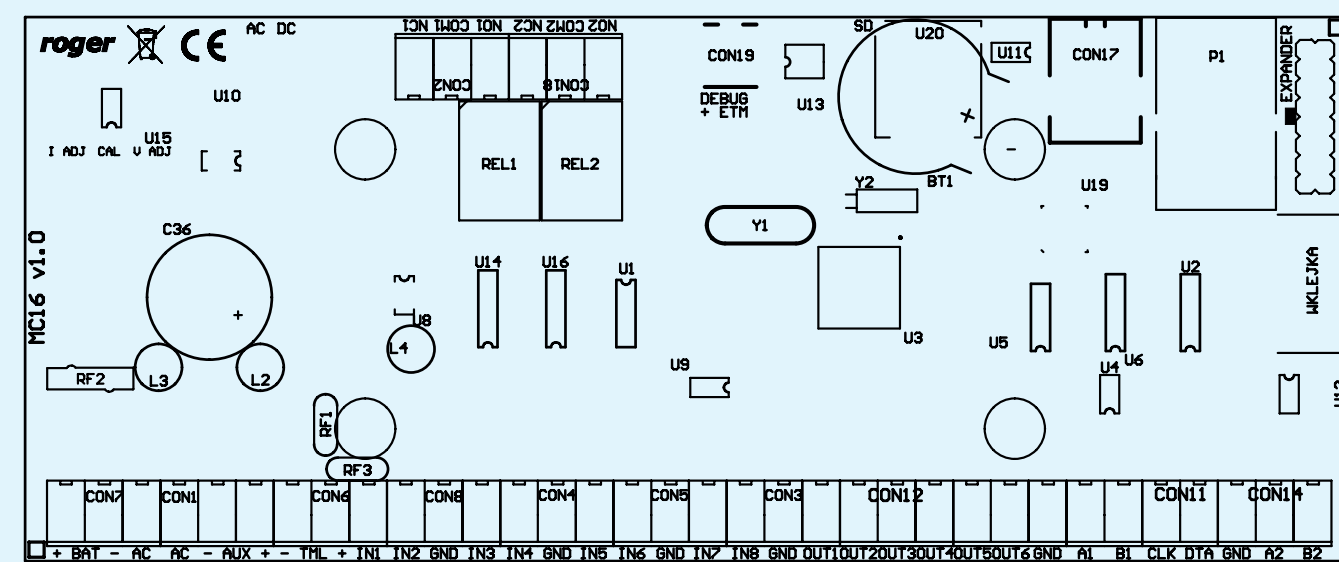 NC1 COM1 NO1 NC2 COM2 NO2
roger CE
AC DC
SD
U20
CON19
U11
CON17
P1
EXPANDER
CON2
CON18
U10
U13
DEBUG
+ ETM
+
U15
I ADJ CAL V ADJ
REL1
REL2
-
Y2
BT1
U19
C36
Y1
MC16 v1.0
U14
U16
U1
U2
WKLEJKA
+
U8
L4
U3
U5
U9
U4
U6
RF2
L3
L2
RF1
RF3
CON7
CON1
CON6
CON8
CON4
CON5
CON3
CON12
CON11
CON14
+ BAT - AC AC - AUX + - TML + IN1 IN2 GND IN3 IN4 GND IN5 IN6 GND IN7 IN8 GND OUT1 OUT2 OUT3 OUT4 OUT5 OUT6 GND A1 B1 CLK DTA GND A2 B2